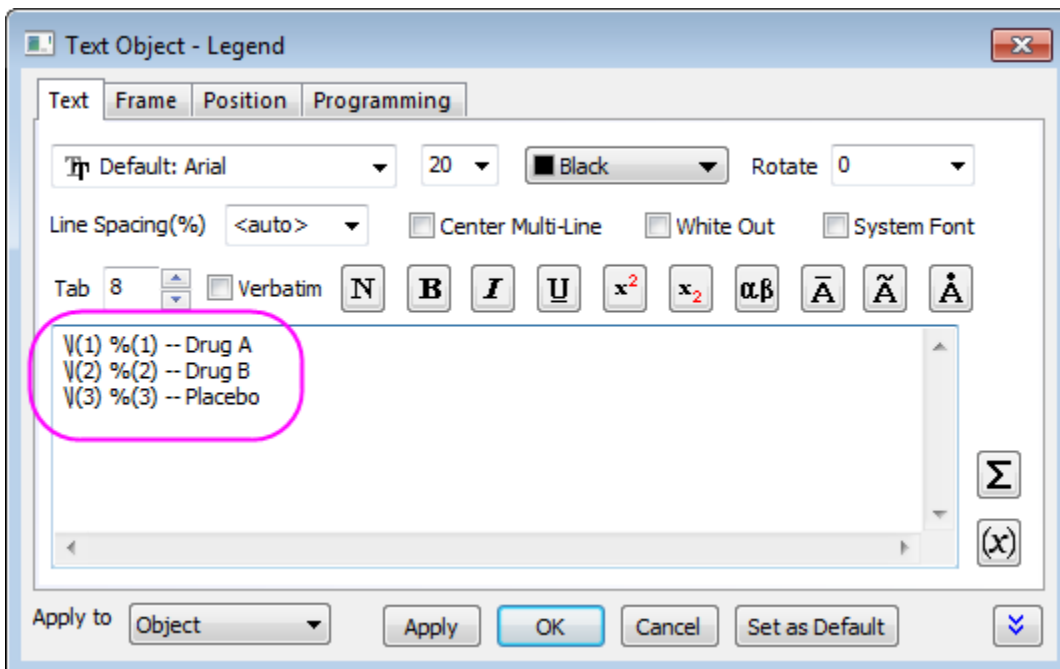 Text Object - Legend
Text Frame Position Programming
Default: Arial 20 Black Rotate 0
Line Spacing(%) <auto> Center Multi-Line White Out System Font
Tab 8 Verbatim N B I U x² x₂ αβ Ā Ã Å
\l(1) %(1) -- Drug A
\l(2) %(2) -- Drug B
\l(3) %(3) -- Placebo
Σ
(x)
Apply to Object Apply OK Cancel Set as Default